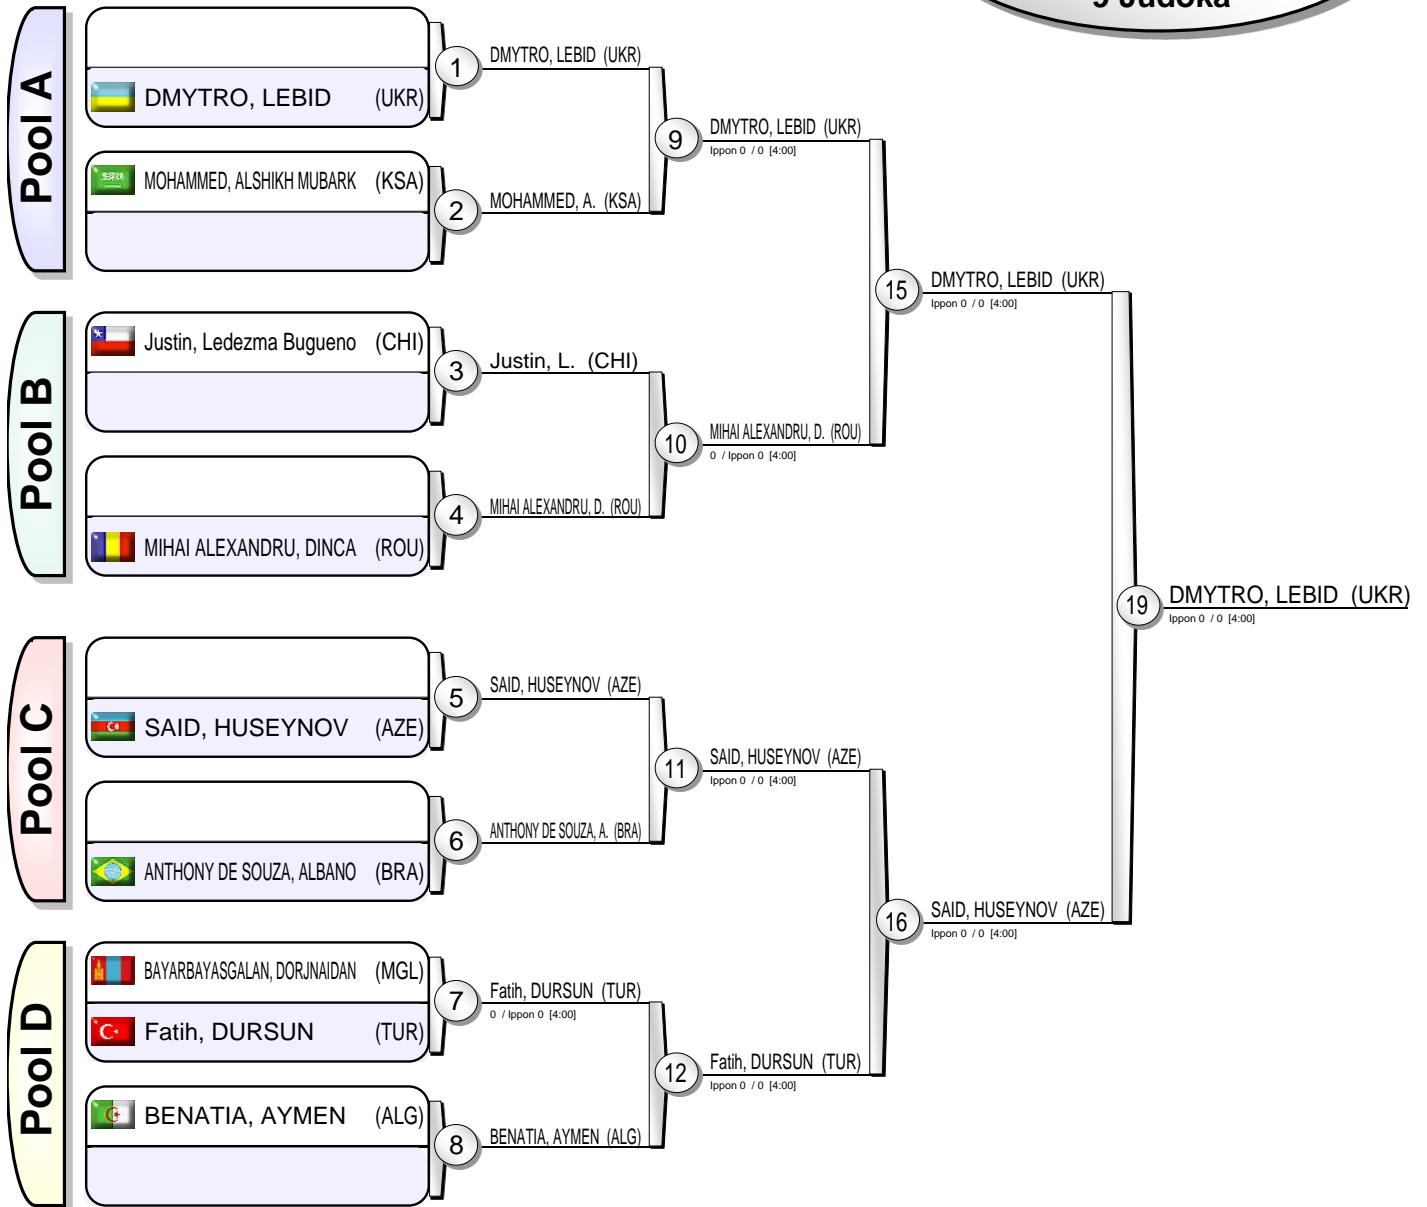 9 Judoka
Pool A
DMYTRO, LEBID (UKR)
MOHAMMED, ALSHIKH MUBARK (KSA)
1
DMYTRO, LEBID (UKR)
2
MOHAMMED, A. (KSA)
9
DMYTRO, LEBID (UKR)
Ippon 0 / 0 [4:00]
Pool B
Justin, Ledezma Bugueno (CHI)
MIHAI ALEXANDRU, DINCA (ROU)
3
Justin, L. (CHI)
4
MIHAI ALEXANDRU, D. (ROU)
10
MIHAI ALEXANDRU, D. (ROU)
0 / Ippon 0 [4:00]
15
DMYTRO, LEBID (UKR)
Ippon 0 / 0 [4:00]
Pool C
SAID, HUSEYNOV (AZE)
ANTHONY DE SOUZA, ALBANO (BRA)
5
SAID, HUSEYNOV (AZE)
6
ANTHONY DE SOUZA, A. (BRA)
11
SAID, HUSEYNOV (AZE)
Ippon 0 / 0 [4:00]
Pool D
BAYARBAYASGALAN, DORJNAIDAN (MGL)
Fatih, DURSUN (TUR)
BENATIA, AYMEN (ALG)
7
Fatih, DURSUN (TUR)
0 / Ippon 0 [4:00]
8
BENATIA, AYMEN (ALG)
12
Fatih, DURSUN (TUR)
Ippon 0 / 0 [4:00]
16
SAID, HUSEYNOV (AZE)
Ippon 0 / 0 [4:00]
19
DMYTRO, LEBID (UKR)
Ippon 0 / 0 [4:00]